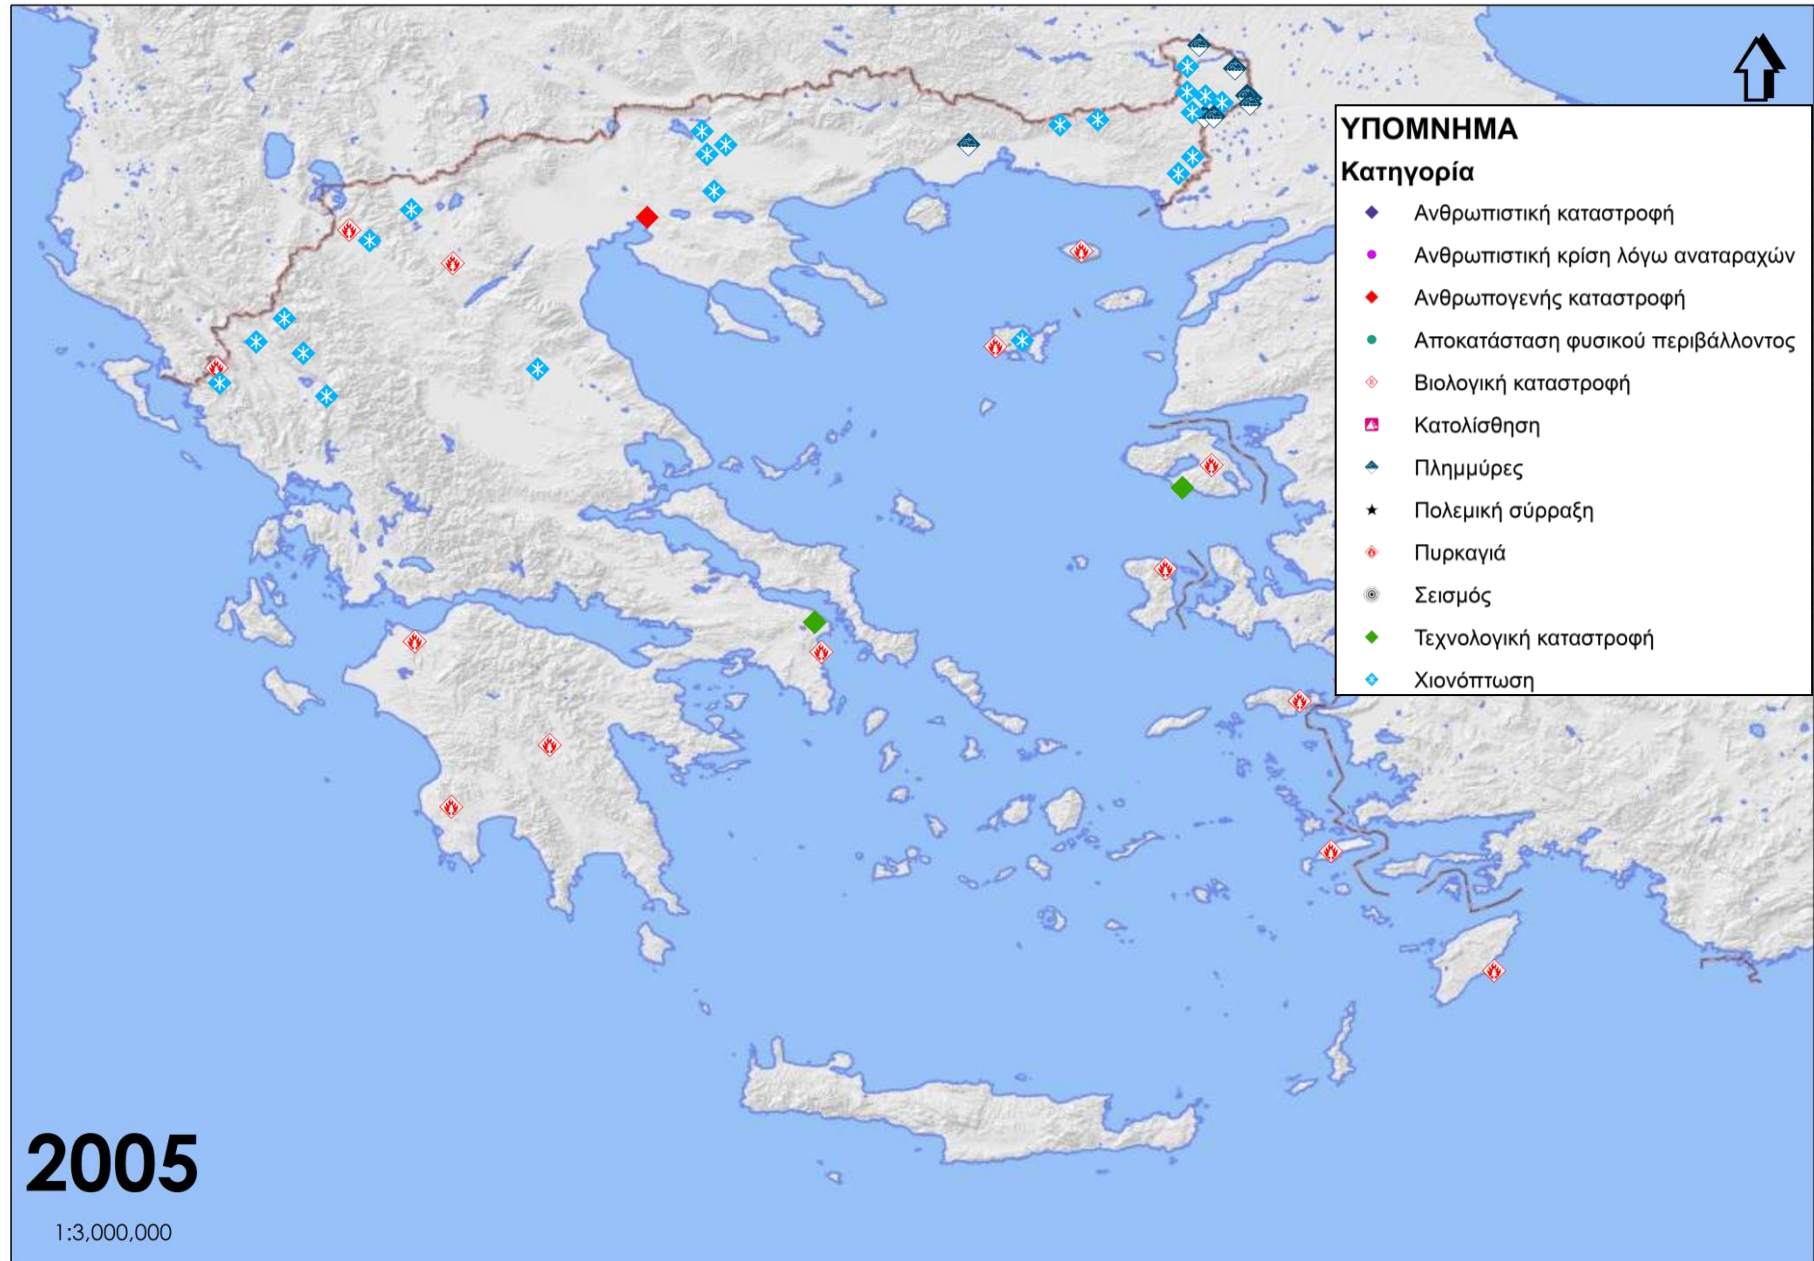 ΥΠΟΜΝΗΜΑ
Κατηγορία
Ανθρωπιστική καταστροφή
Ανθρωπιστική κρίση λόγω αναταραχών
Ανθρωπογενής καταστροφή
Αποκατάσταση φυσικού περιβάλλοντος
Βιολογική καταστροφή
Κατολίσθηση
Πλημμύρες
Πολεμική σύρραξη
Πυρκαγιά
Σεισμός
Τεχνολογική καταστροφή
Χιονόπτωση
2005
1:3,000,000